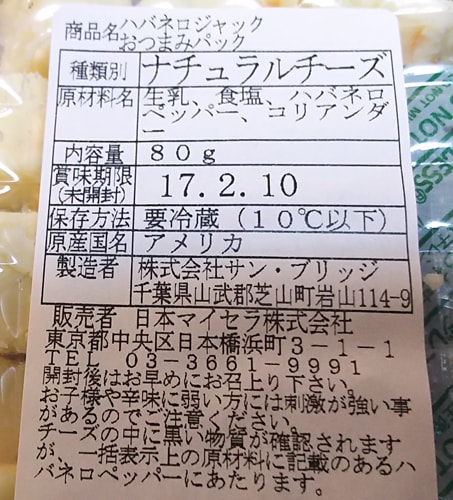 商品名ハバネロジャック
おつまみパック
種類別 ナチュラルチーズ
原材料名 生乳、食塩、ハバネロ
ペッパー、コリアンダ
ー
内容量 80g
賞味期限
(未開封) 17.2.10
保存方法 要冷蔵(10℃以下)
原産国名 アメリカ
製造者 株式会社サン・ブリッジ
千葉県山武郡芝山町岩山114-9
販売者 日本マイセラ株式会社
東京都中央区日本橋浜町3-1-1
TEL 03-3661-9991
開封後はお早めにお召上り下さい。
お子様や辛味に弱い方には刺激が強い事
があるのでご注意ください。
チーズの中に黒い物質が確認されます
が、一括表示上の原材料に記載のあるハ
バネロペッパーにあたります。